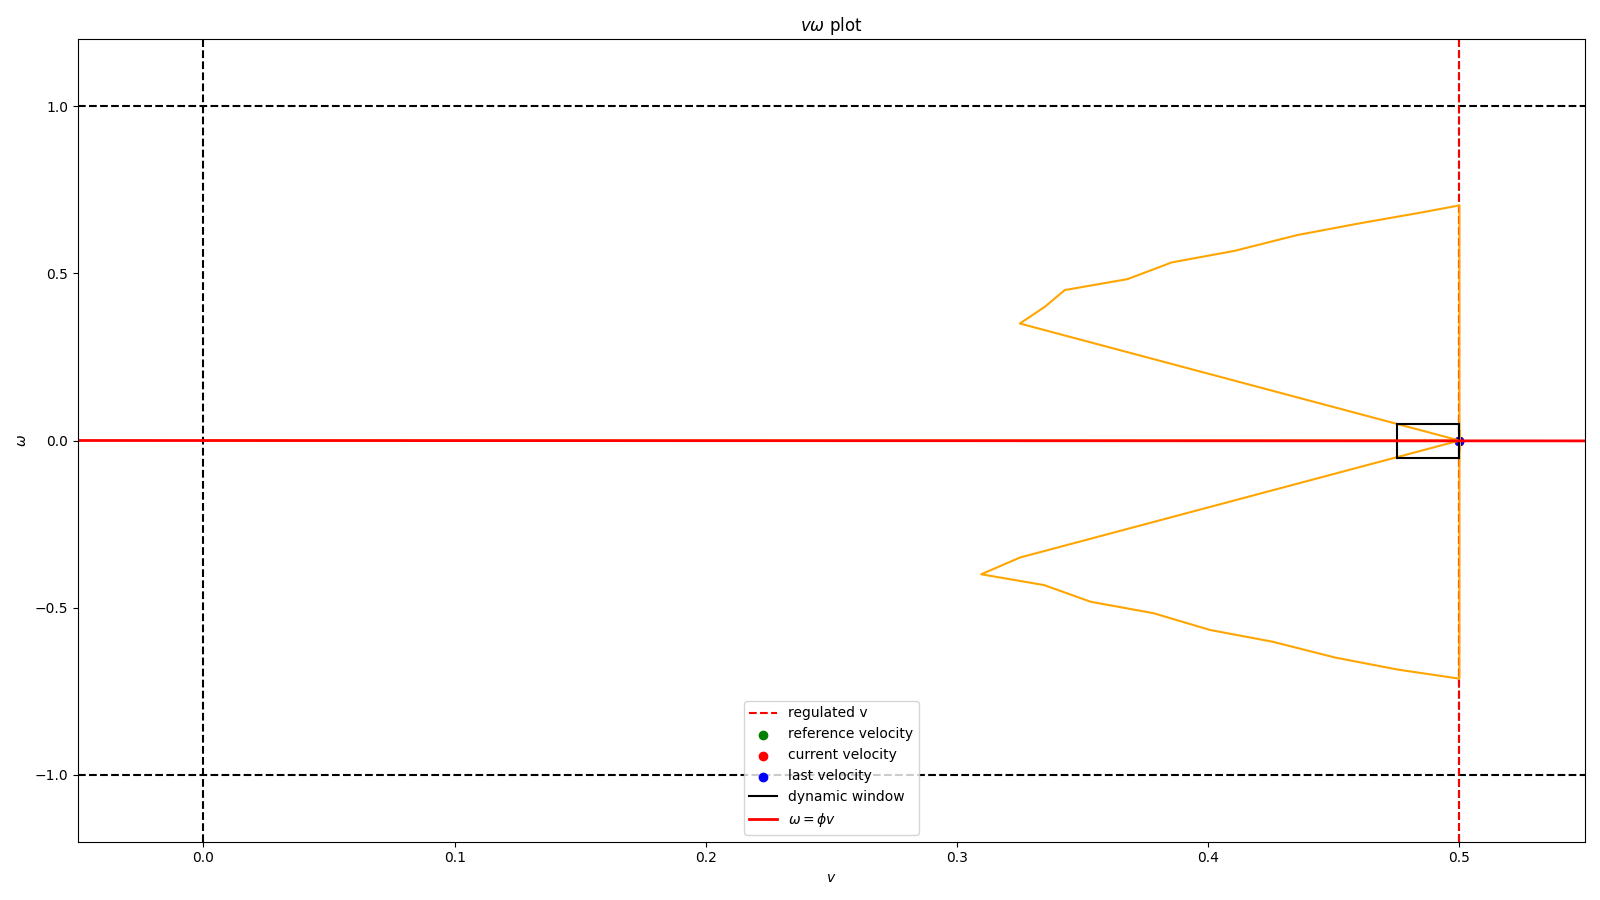 vω plot
1.0
0.5
0.0
−0.5
−1.0
ω
regulated v
reference velocity
current velocity
last velocity
dynamic window
ω = ϕv
0.0 0.1 0.2 0.3 0.4 0.5
v